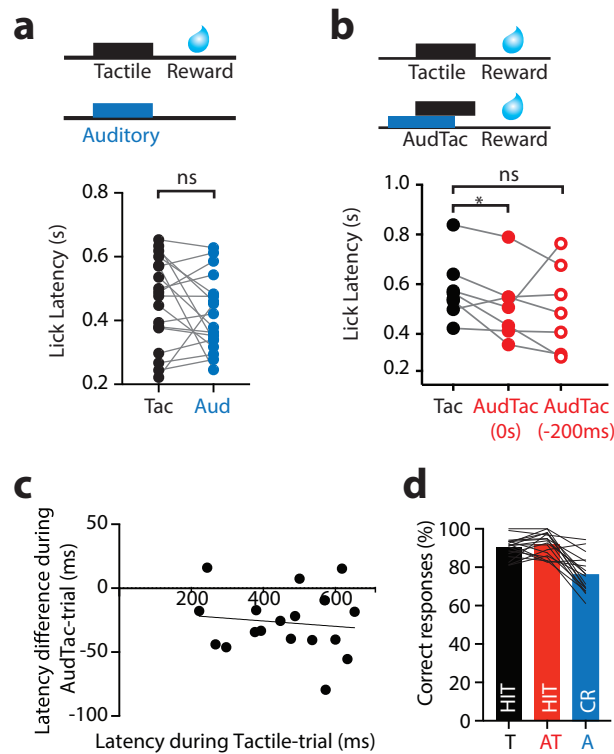 a
Tactile Reward
Auditory
ns
Lick Latency (s)
0.8
0.6
0.4
0.2
Tac Aud
b
Tactile Reward
AudTac Reward
ns
*
Lick Latency (s)
1.0
0.8
0.6
0.4
0.2
Tac AudTac AudTac
(0s) (-200ms)
c
Latency difference during
AudTac-trial (ms)
50
0
-50
-100
200 400 600
Latency during Tactile-trial (ms)
d
Correct responses (%)
100
80
60
40
20
0
HIT HIT CR
T AT A